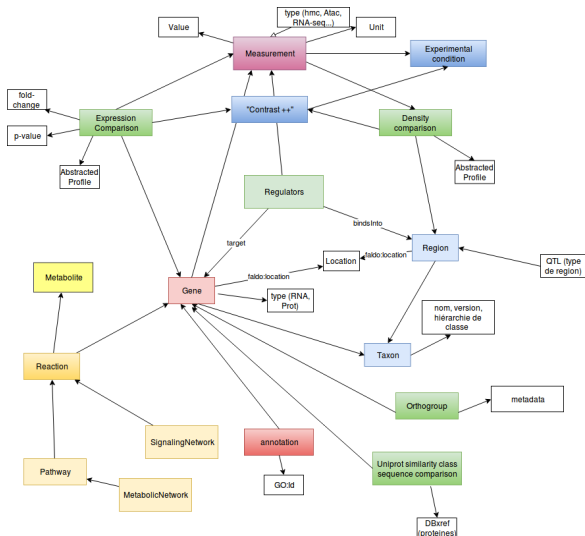 type (hmc, Atac,
RNA-seq...)
Value
Unit
Measurement
Experimental
condition
fold-
change
"Contrast ++"
p-value
Expression
Comparison
Density
comparison
Abstracted
Profile
Abstracted
Profile
Regulators
bindsInto
target
Region
Location
faldo:location
faldo:location
QTL (type
de region)
Metabolite
Gene
type (RNA,
Prot)
nom, version,
hiérarchie de
classe
Reaction
Taxon
Orthogroup
metadata
SignalingNetwork
annotation
Pathway
Uniprot similarity class
sequence comparison
GO:Id
MetabolicNetwork
DBxref
(proteines)